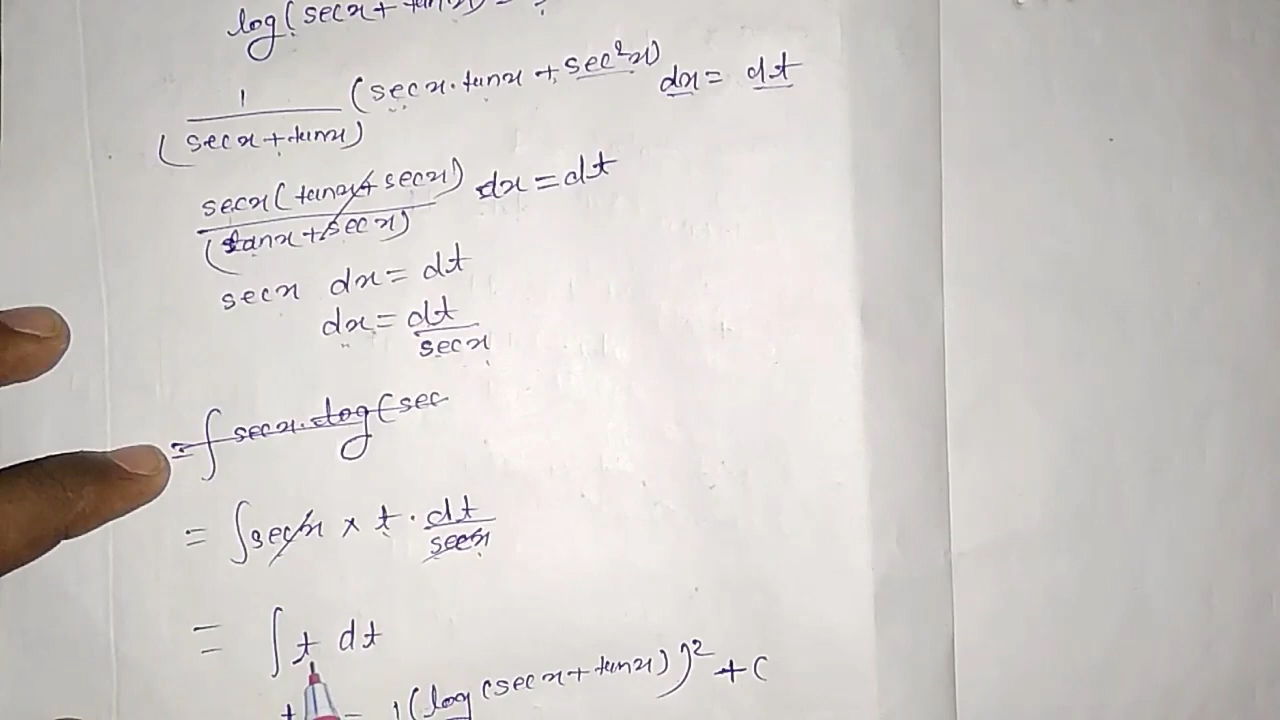 log(secx + tanx) =
1/(secx + tanx) (secx.tanx + sec²x) dx = dt
secx(tanx + secx)/(tanx + secx) dx = dt
secx dx = dt
dx = dt/secx
= ∫ secx.log(sec
= ∫secx × t . dt/secx
= ∫ t dt
= 1 (log(secx + tanx))² + C